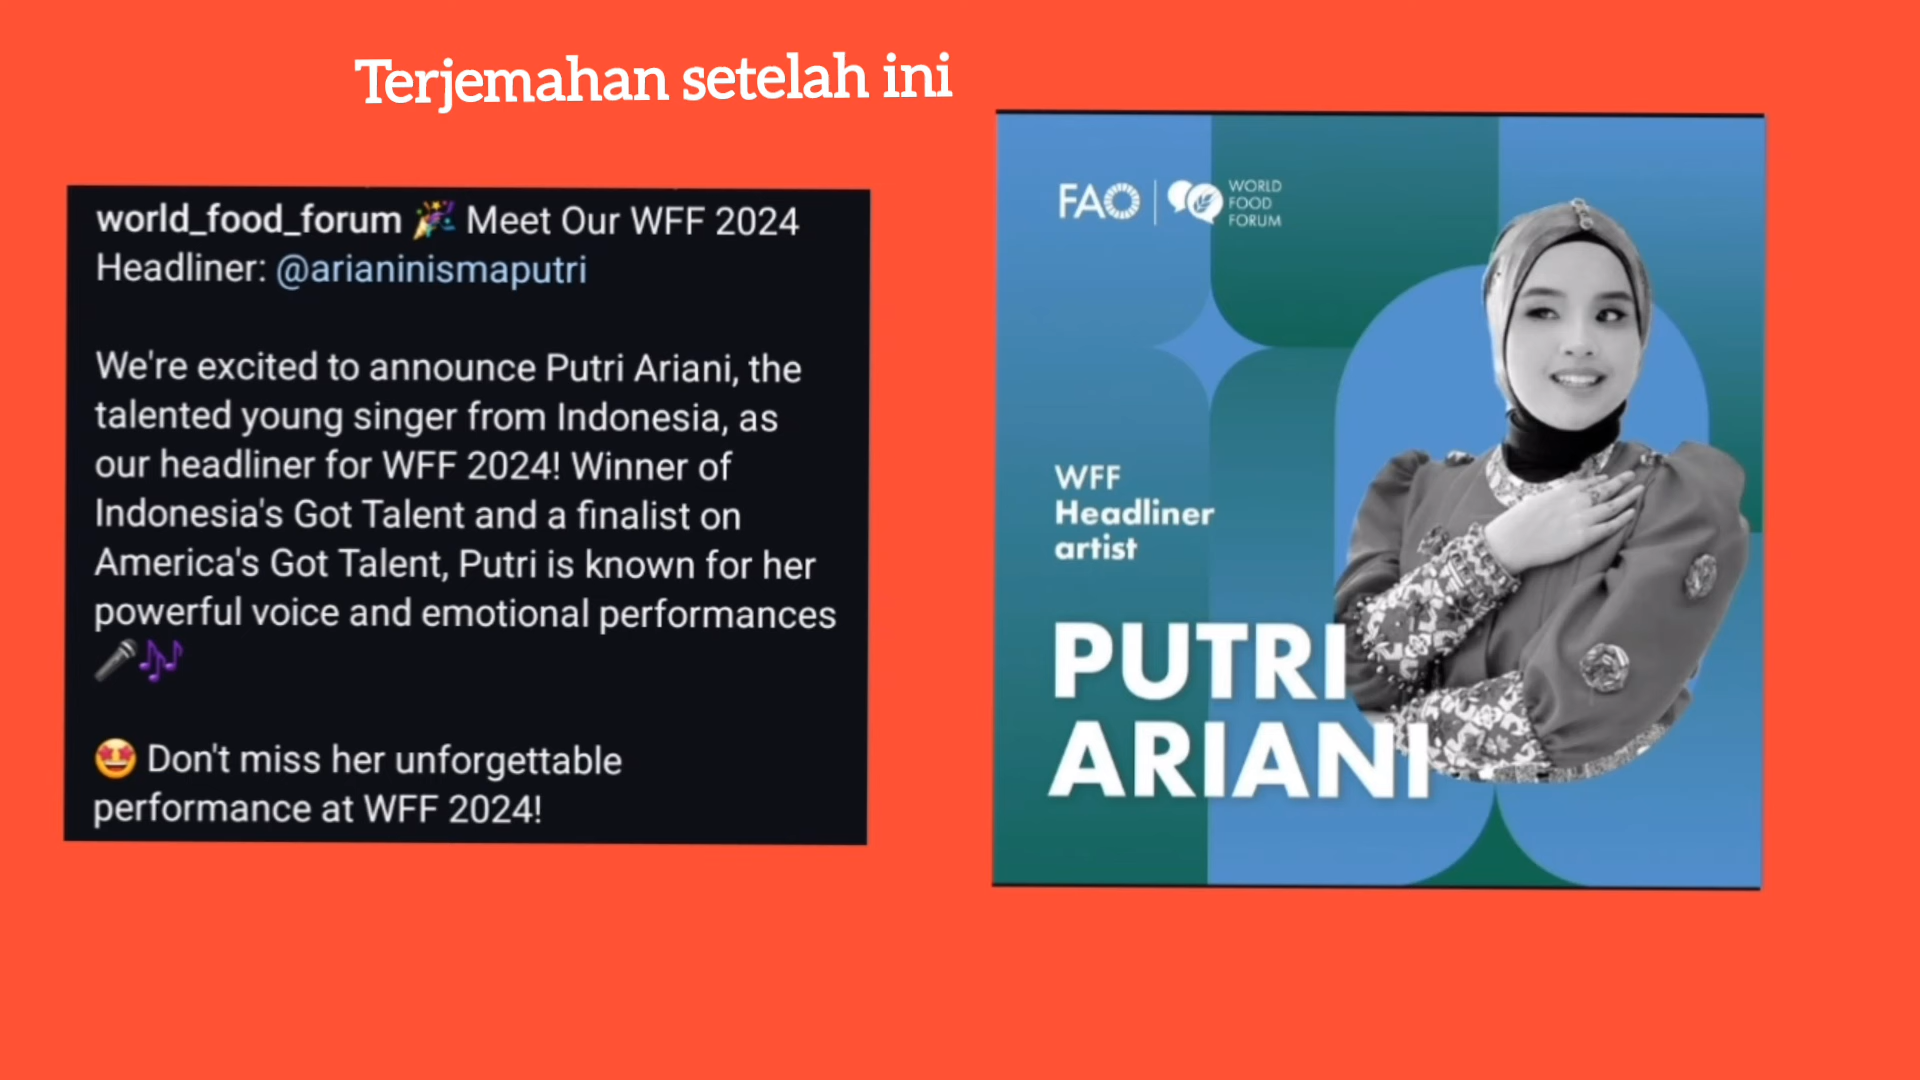 Terjemahan setelah ini
world_food_forum 🎉 Meet Our WFF 2024
Headliner: @arianinismaputri
We're excited to announce Putri Ariani, the
talented young singer from Indonesia, as
our headliner for WFF 2024! Winner of
Indonesia's Got Talent and a finalist on
America's Got Talent, Putri is known for her
powerful voice and emotional performances
🎤🎶
🤩 Don't miss her unforgettable
performance at WFF 2024!
FAO
WORLD
FOOD
FORUM
WFF
Headliner
artist
PUTRI
ARIANI